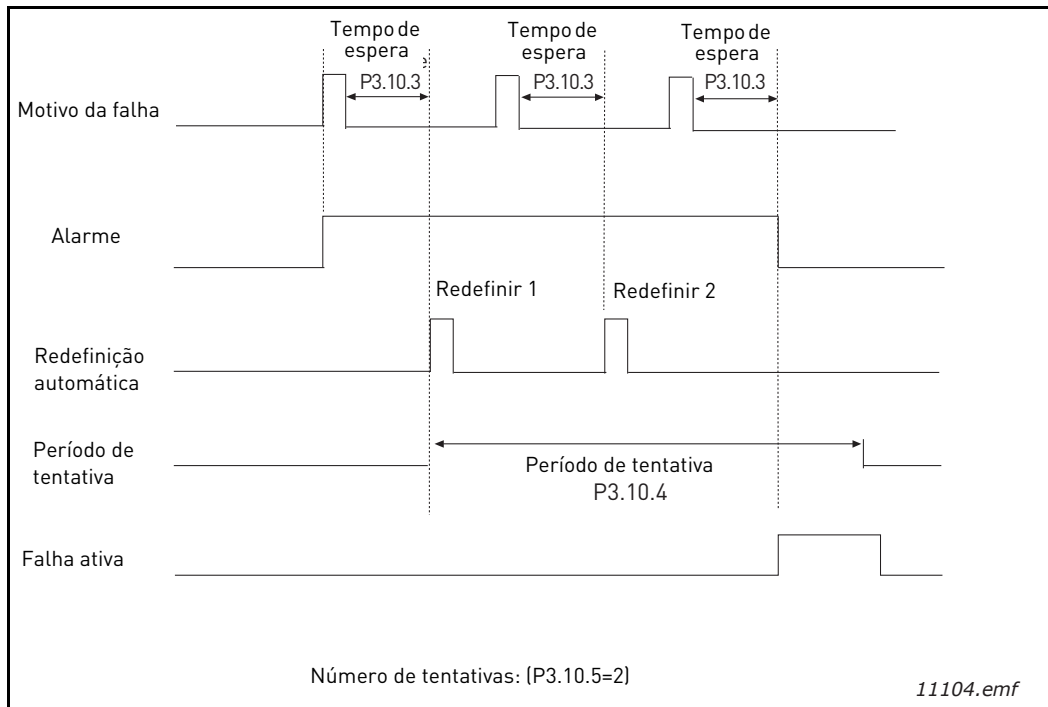 Tempo de
espera
P3.10.3
Tempo de
espera
P3.10.3
Tempo de
espera
P3.10.3
Motivo da falha
Alarme
Redefinir 1
Redefinir 2
Redefinição
automática
Período de
tentativa
Período de tentativa
P3.10.4
Falha ativa
Número de tentativas: (P3.10.5=2)
11104.emf